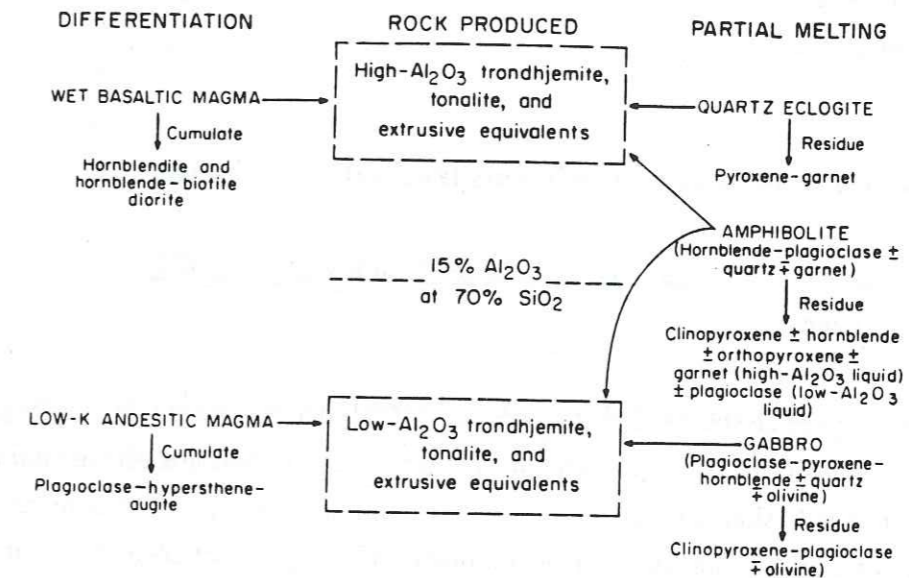 DIFFERENTIATION
ROCK PRODUCED
PARTIAL MELTING
WET BASALTIC MAGMA
Cumulate
Hornblendite and
hornblende-biotite
diorite
High-Al2O3 trondhjemite,
tonalite, and
extrusive equivalents
QUARTZ ECLOGITE
Residue
Pyroxene-garnet
AMPHIBOLITE
(Hornblende-plagioclase ±
quartz ∓ garnet)
Residue
Clinopyroxene ± hornblende
± orthopyroxene ±
garnet (high-Al2O3 liquid)
± plagioclase (low-Al2O3
liquid)
15% Al2O3
at 70% SiO2
LOW-K ANDESITIC MAGMA
Cumulate
Plagioclase-hypersthene-
augite
Low-Al2O3 trondhjemite,
tonalite, and
extrusive equivalents
GABBRO
(Plagioclase-pyroxene-
hornblende ± quartz
∓ olivine)
Residue
Clinopyroxene-plagioclase
∓ olivine)